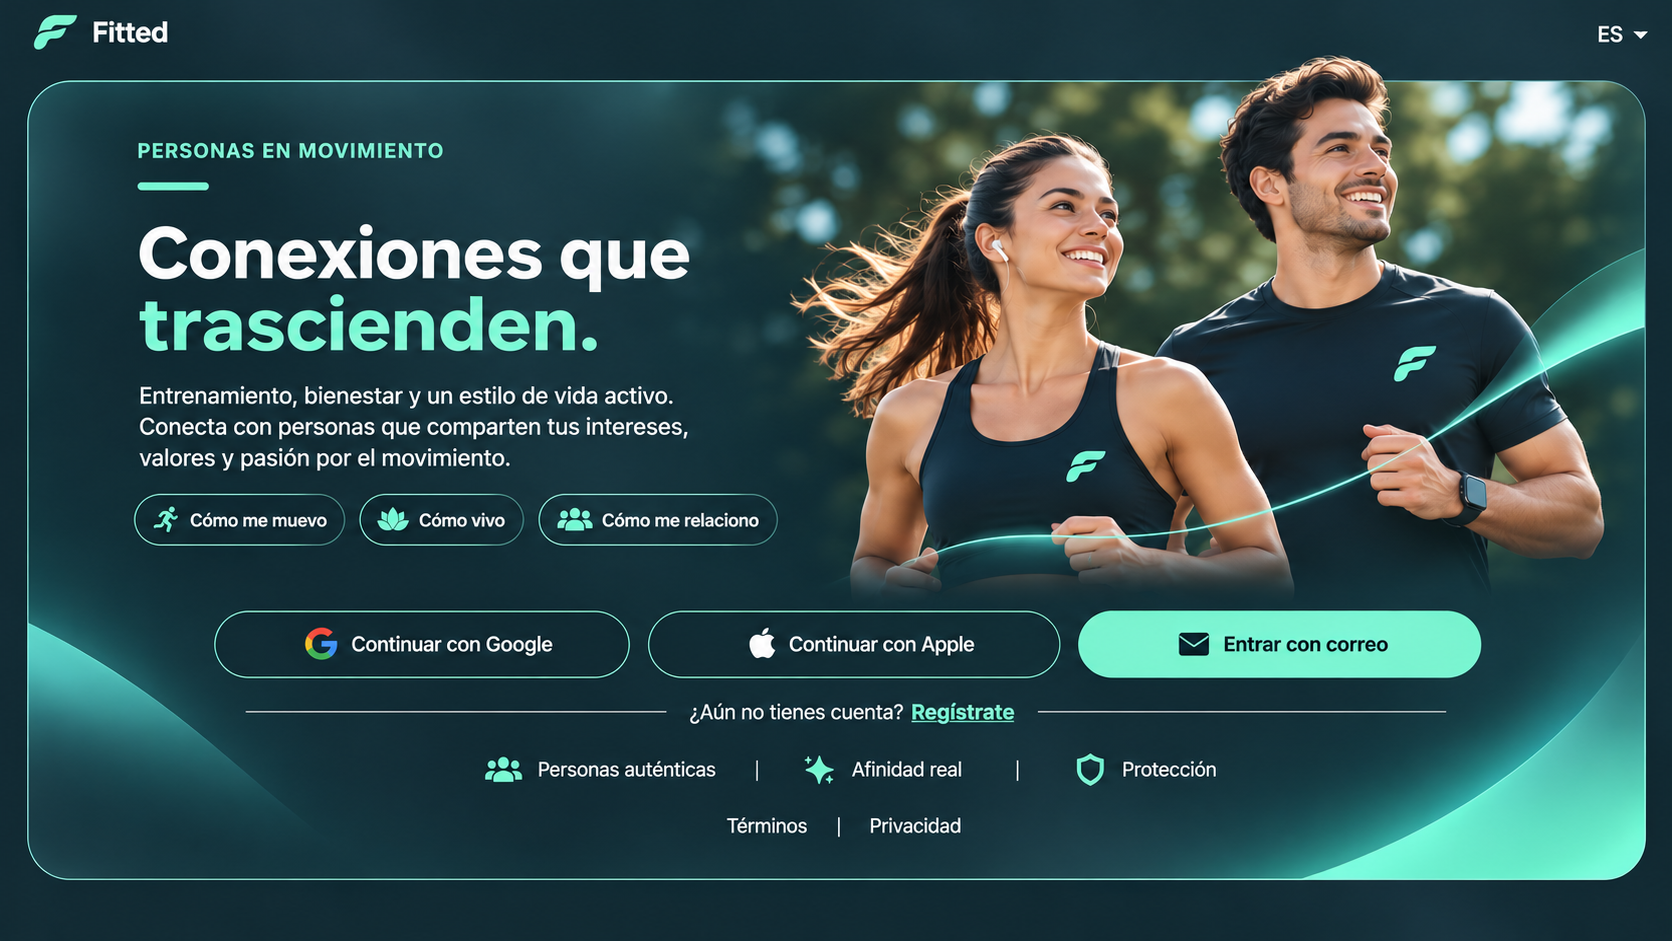 Fitted
ES
PERSONAS EN MOVIMIENTO
Conexiones que
trascienden.
Entrenamiento, bienestar y un estilo de vida activo.
Conecta con personas que comparten tus intereses,
valores y pasión por el movimiento.
Cómo me muevo
Cómo vivo
Cómo me relaciono
Continuar con Google
Continuar con Apple
Entrar con correo
¿Aún no tienes cuenta? Regístrate
Personas auténticas | Afinidad real | Protección
Términos | Privacidad